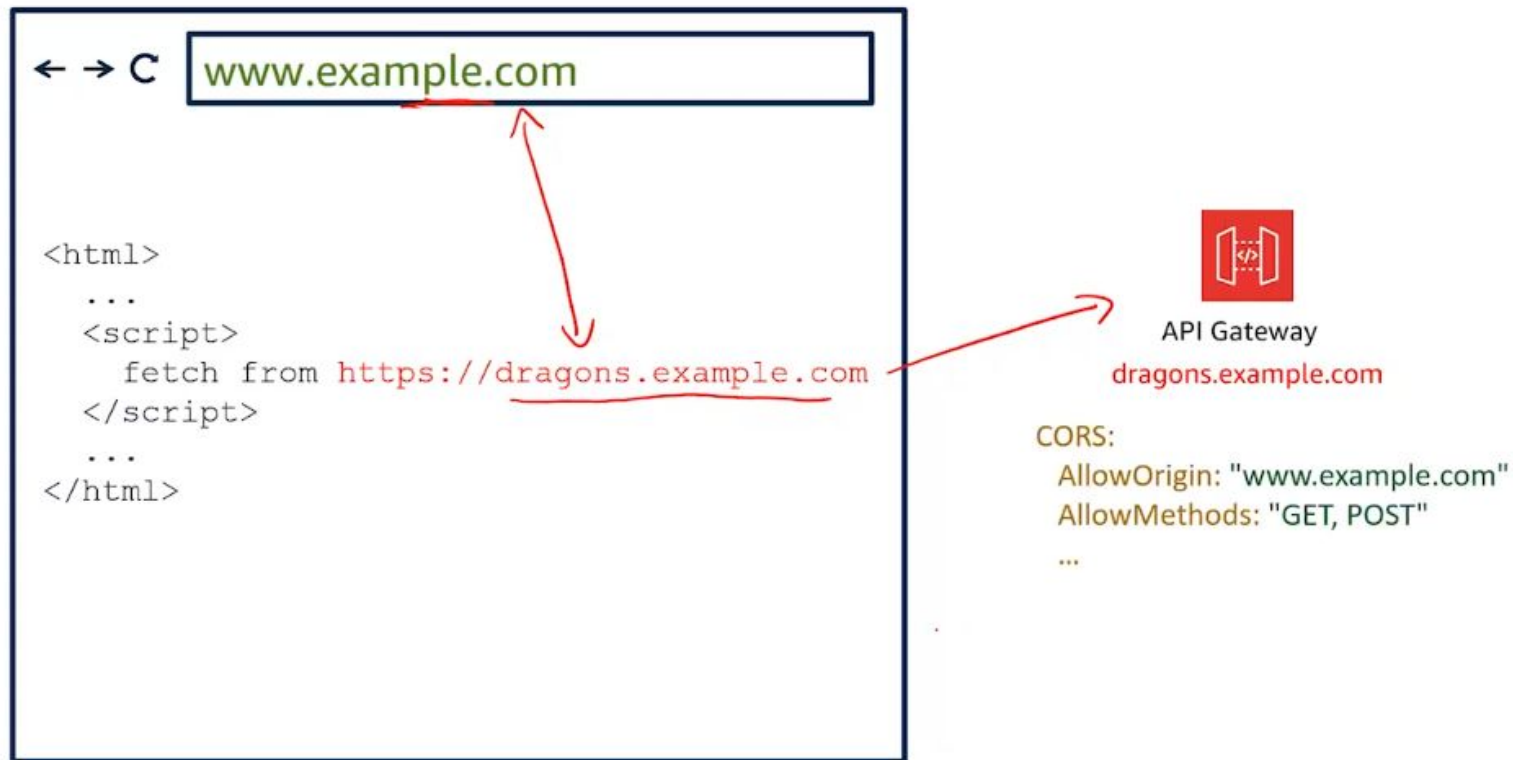 www.example.com
<html>
...
<script>
fetch from https://dragons.example.com
</script>
...
</html>
</>
API Gateway
dragons.example.com
CORS:
AllowOrigin: "www.example.com"
AllowMethods: "GET, POST"
...